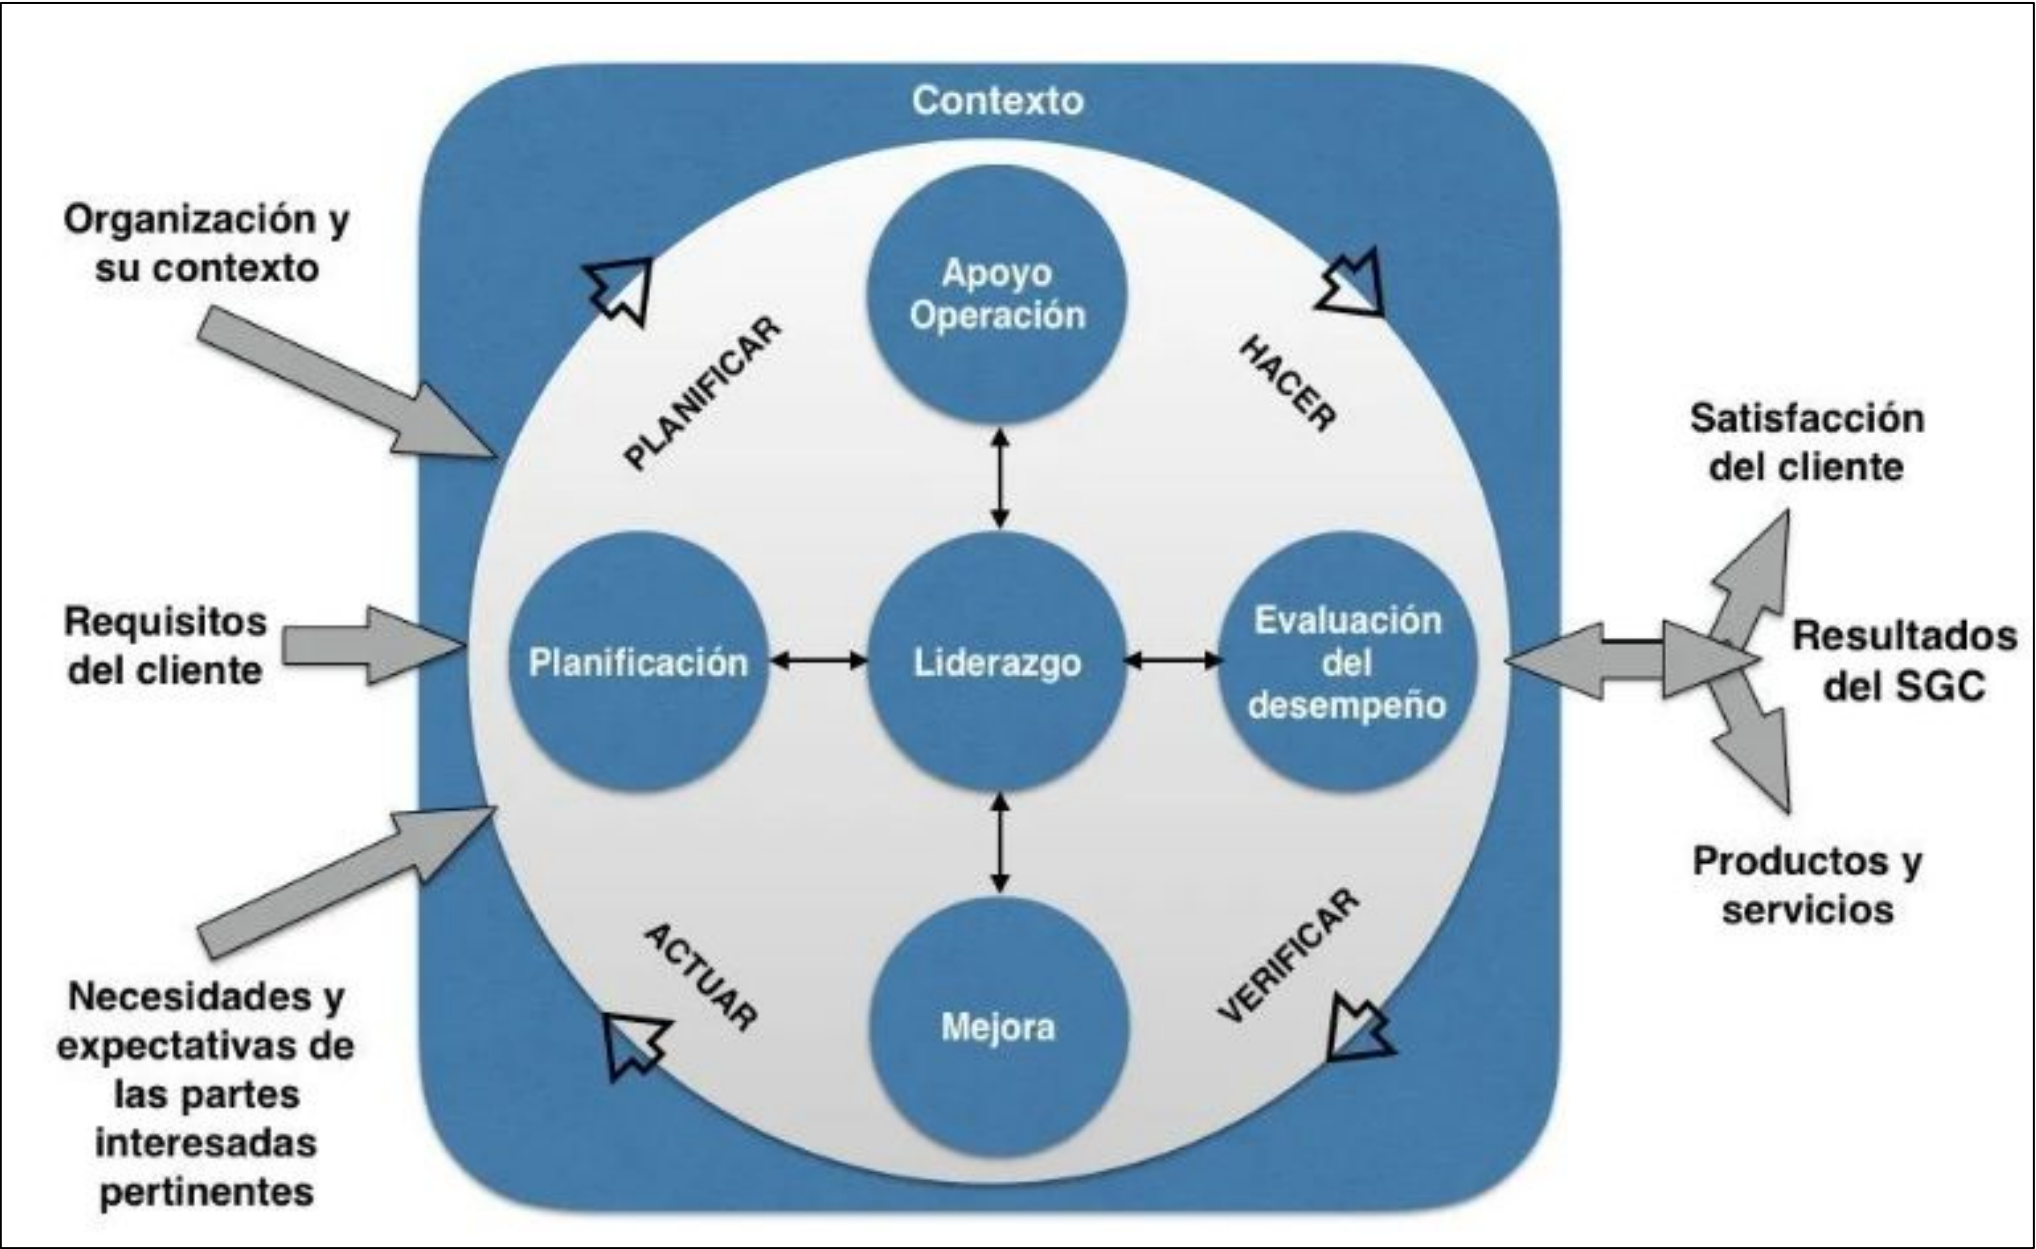 Contexto
Organización y
su contexto
Requisitos
del cliente
Necesidades y
expectativas de
las partes
interesadas
pertinentes
PLANIFICAR
HACER
VERIFICAR
ACTUAR
Apoyo
Operación
Planificación
Liderazgo
Evaluación
del
desempeño
Mejora
Satisfacción
del cliente
Resultados
del SGC
Productos y
servicios